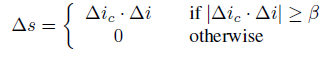 Δs = { Δi_c · Δi if |Δi_c · Δi| ≥ β
0 otherwise